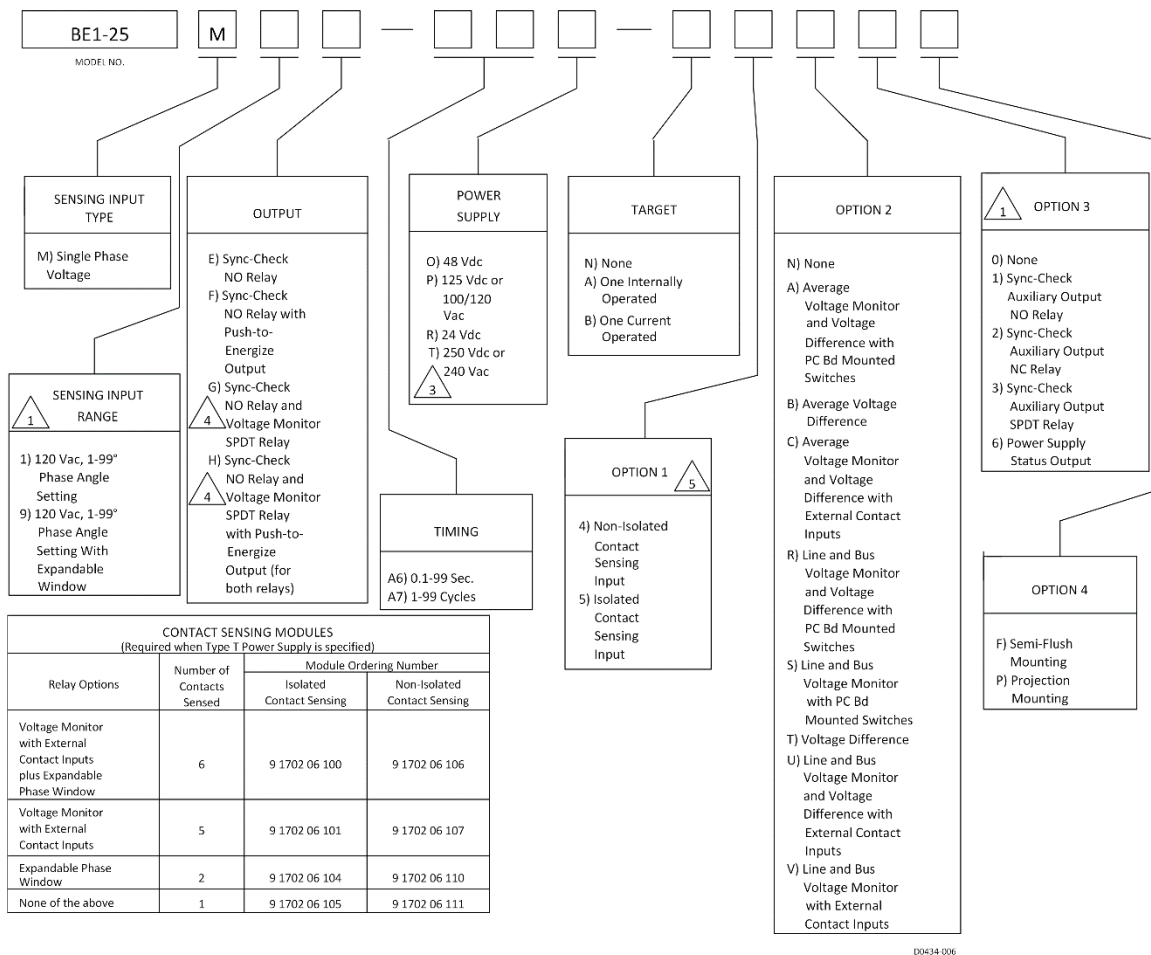 BE1-25
M
MODEL NO.
SENSING INPUT
TYPE
M) Single Phase
Voltage
SENSING INPUT
RANGE
1
1) 120 Vac, 1-99°
Phase Angle
Setting
9) 120 Vac, 1-99°
Phase Angle
Setting With
Expandable
Window
OUTPUT
E) Sync-Check
NO Relay
F) Sync-Check
NO Relay with
Push-to-
Energize
Output
G) Sync-Check
NO Relay and
4
Voltage Monitor
SPDT Relay
H) Sync-Check
NO Relay and
4
Voltage Monitor
SPDT Relay
with Push-to-
Energize
Output (for
both relays)
POWER
SUPPLY
O) 48 Vdc
P) 125 Vdc or
100/120
Vac
R) 24 Vdc
T) 250 Vdc or
240 Vac
3
TIMING
A6) 0.1-99 Sec.
A7) 1-99 Cycles
TARGET
N) None
A) One Internally
Operated
B) One Current
Operated
OPTION 1
5
4) Non-Isolated
Contact
Sensing
Input
5) Isolated
Contact
Sensing
Input
OPTION 2
N) None
A) Average
Voltage Monitor
and Voltage
Difference with
PC Bd Mounted
Switches
B) Average Voltage
Difference
C) Average
Voltage Monitor
and Voltage
Difference with
External Contact
Inputs
R) Line and Bus
Voltage Monitor
and Voltage
Difference with
PC Bd Mounted
Switches
S) Line and Bus
Voltage Monitor
with PC Bd
Mounted Switches
T) Voltage Difference
U) Line and Bus
Voltage Monitor
and Voltage
Difference with
External Contact
Inputs
V) Line and Bus
Voltage Monitor
with External
Contact Inputs
1
OPTION 3
0) None
1) Sync-Check
Auxiliary Output
NO Relay
2) Sync-Check
Auxiliary Output
NC Relay
3) Sync-Check
Auxiliary Output
SPDT Relay
6) Power Supply
Status Output
OPTION 4
F) Semi-Flush
Mounting
P) Projection
Mounting
CONTACT SENSING MODULES
(Required when Type T Power Supply is specified)
Relay Options
Number of
Contacts
Sensed
Module Ordering Number
Isolated
Contact Sensing
Non-Isolated
Contact Sensing
Voltage Monitor
with External
Contact Inputs
plus Expandable
Phase Window
6
9 1702 06 100
9 1702 06 106
Voltage Monitor
with External
Contact Inputs
5
9 1702 06 101
9 1702 06 107
Expandable Phase
Window
2
9 1702 06 104
9 1702 06 110
None of the above
1
9 1702 06 105
9 1702 06 111
D0434-006